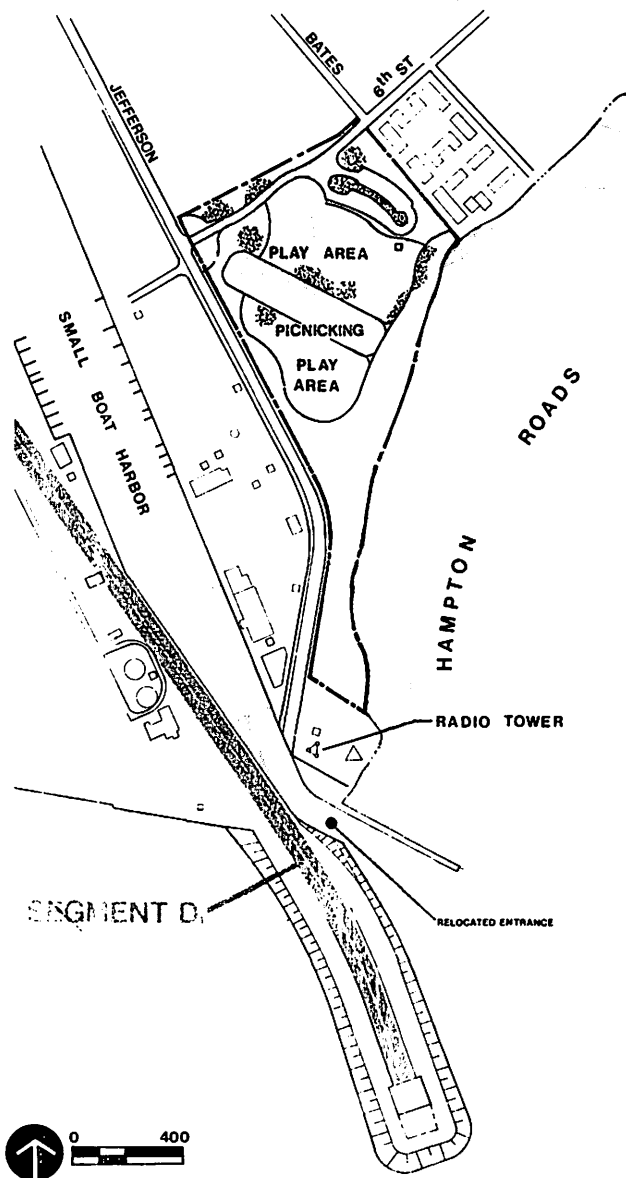 BATES
6th ST
JEFFERSON
PLAY AREA
PICNICKING
PLAY
AREA
SMALL BOAT HARBOR
HAMPTON ROADS
RADIO TOWER
SEGMENT D
RELOCATED ENTRANCE
0 400